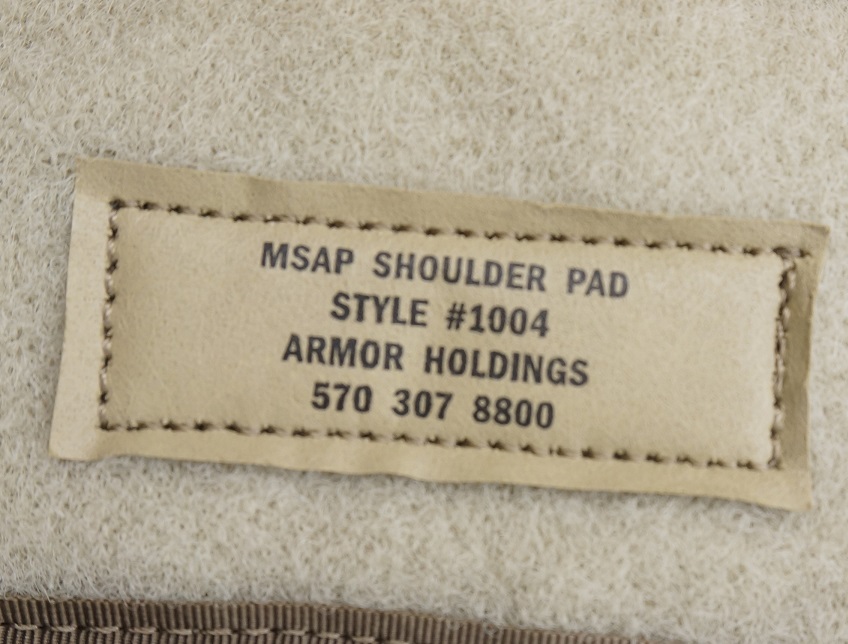 MSAP SHOULDER PAD
STYLE #1004
ARMOR HOLDINGS
570 307 8800